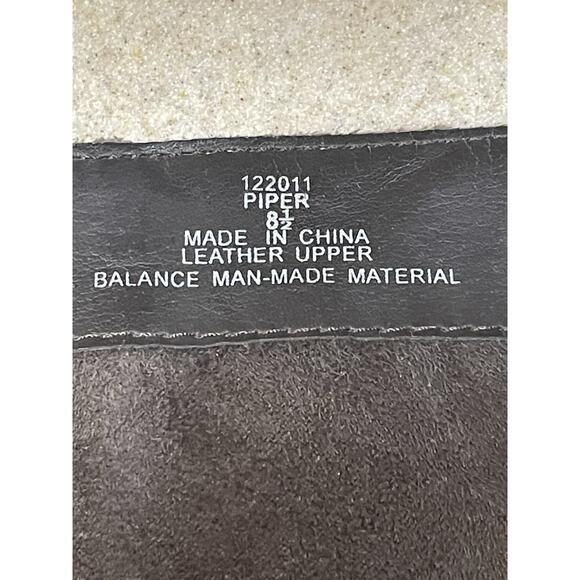 122011
PIPER
8½
MADE IN CHINA
LEATHER UPPER
BALANCE MAN-MADE MATERIAL